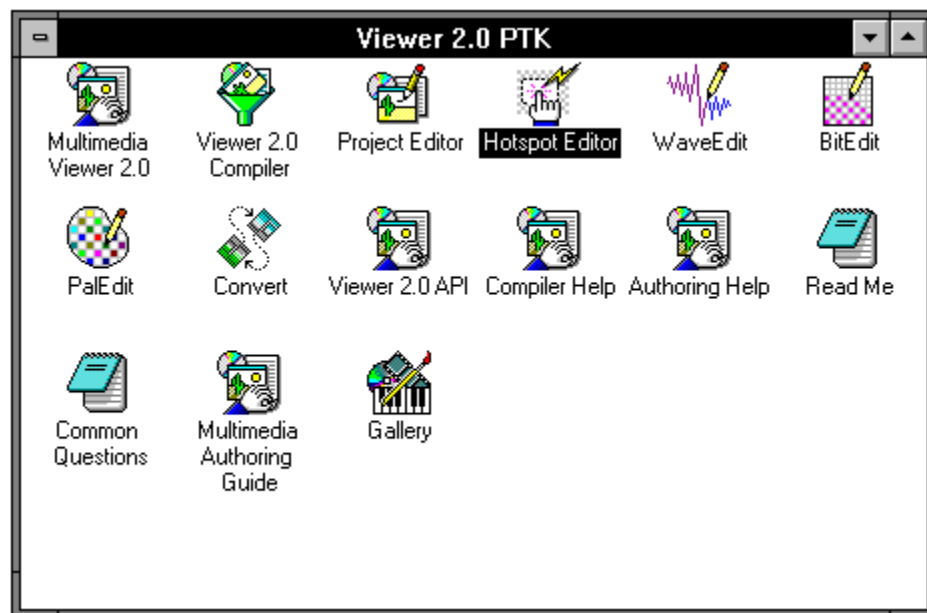 Viewer 2.0 PTK
Multimedia
Viewer 2.0
Viewer 2.0
Compiler
Project Editor
Hotspot Editor
WaveEdit
BitEdit
PalEdit
Convert
Viewer 2.0 API
Compiler Help
Authoring Help
Read Me
Common
Questions
Multimedia
Authoring
Guide
Gallery